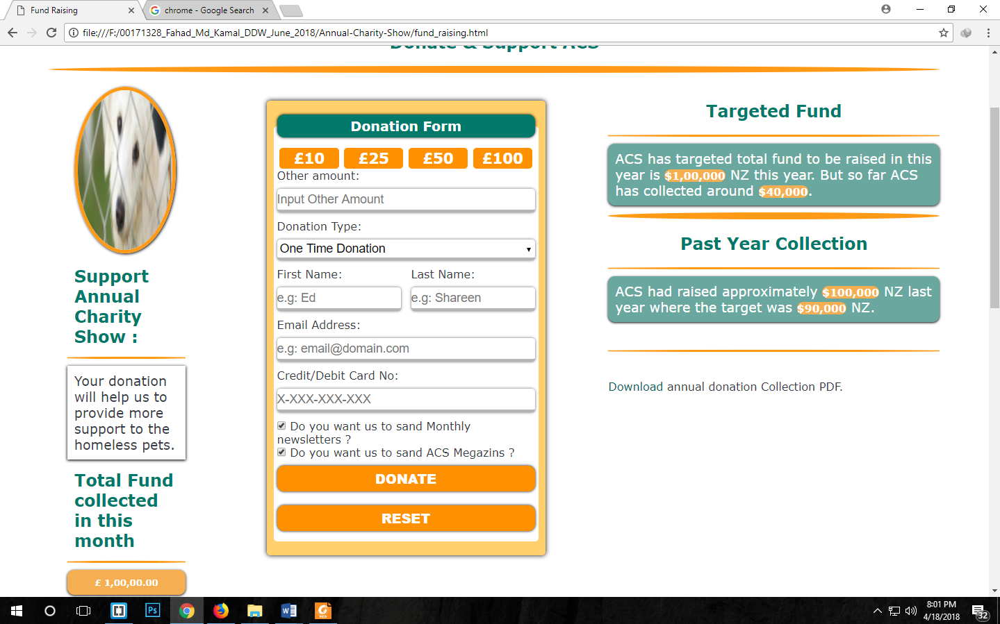 Fund Raising
chrome - Google Search
file:///F:/00171328_Fahad_Md_Kamal_DDW_June_2018/Annual-Charity-Show/fund_raising.html
Donate & Support ACS
Support
Annual
Charity
Show :
Your donation
will help us to
provide more
support to the
homeless pets.
Total Fund
collected
in this
month
£ 1,00,00.00
Donation Form
£10 £25 £50 £100
Other amount:
Input Other Amount
Donation Type:
One Time Donation
First Name: Last Name:
e.g: Ed e.g: Shareen
Email Address:
e.g: email@domain.com
Credit/Debit Card No:
X-XXX-XXX-XXX
Do you want us to sand Monthly
newsletters ?
Do you want us to sand ACS Megazins ?
DONATE
RESET
Targeted Fund
ACS has targeted total fund to be raised in this
year is $1,00,000 NZ this year. But so far ACS
has collected around $40,000.
Past Year Collection
ACS had raised approximately $100,000 NZ last
year where the target was $90,000 NZ.
Download annual donation Collection PDF.
Ps
W
G
PDF
8:01 PM
4/18/2018
32